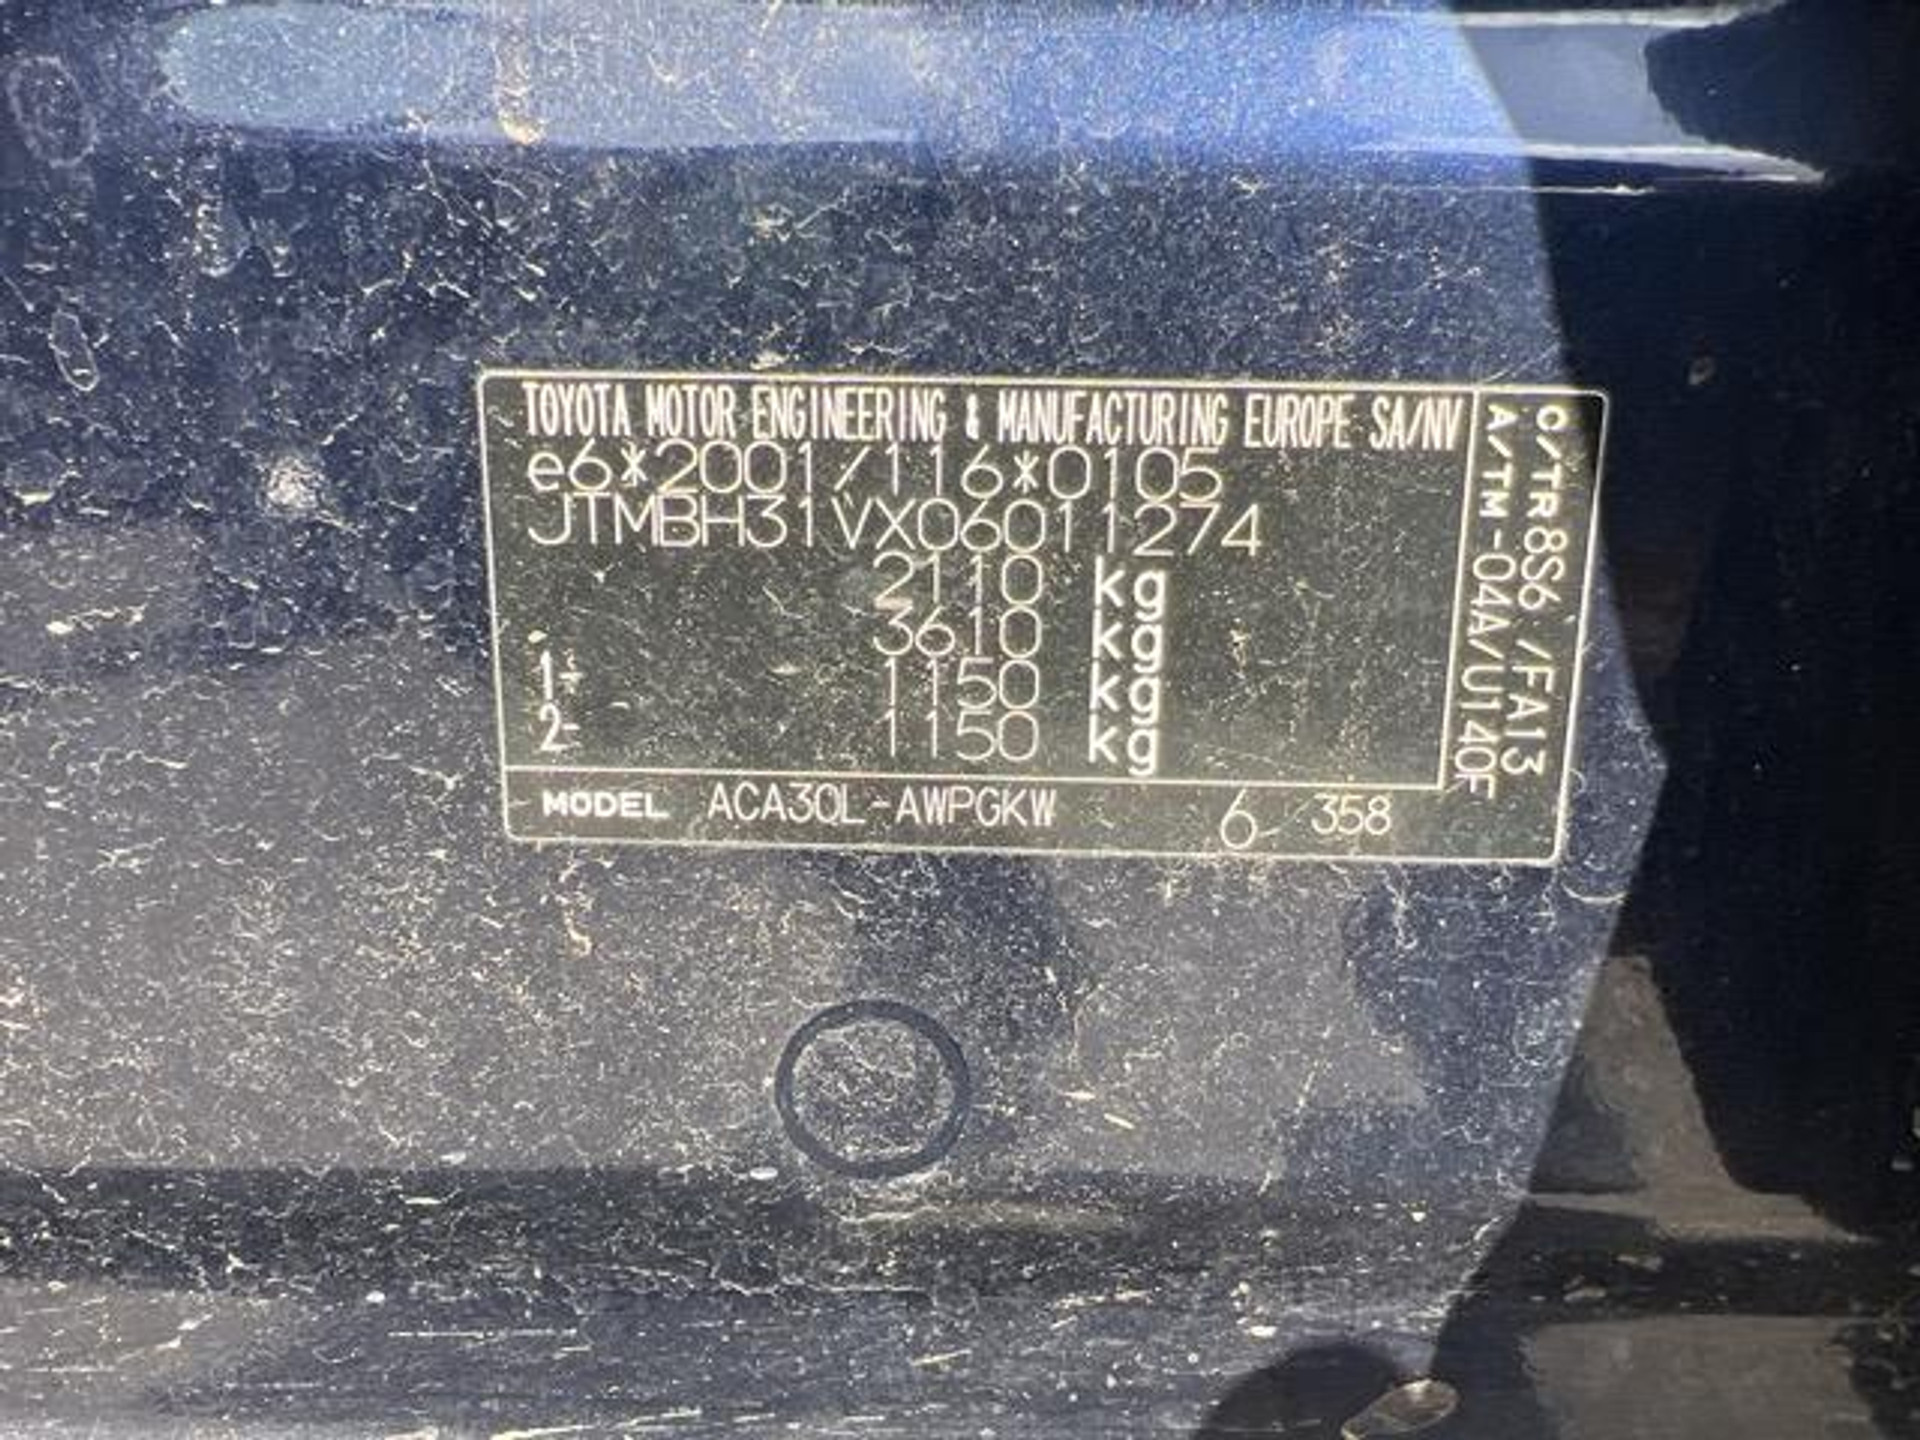 TOYOTA MOTOR ENGINEERING & MANUFACTURING EUROPE SA/NV
e6*2001/116*0105
JTMBH31VX06011274
2110 kg
3610 kg
1- 1150 kg
2- 1150 kg
MODEL ACA30L-AWPGKW 6 358
C/TR8S6 /FA13
A/TM-04A/U140F